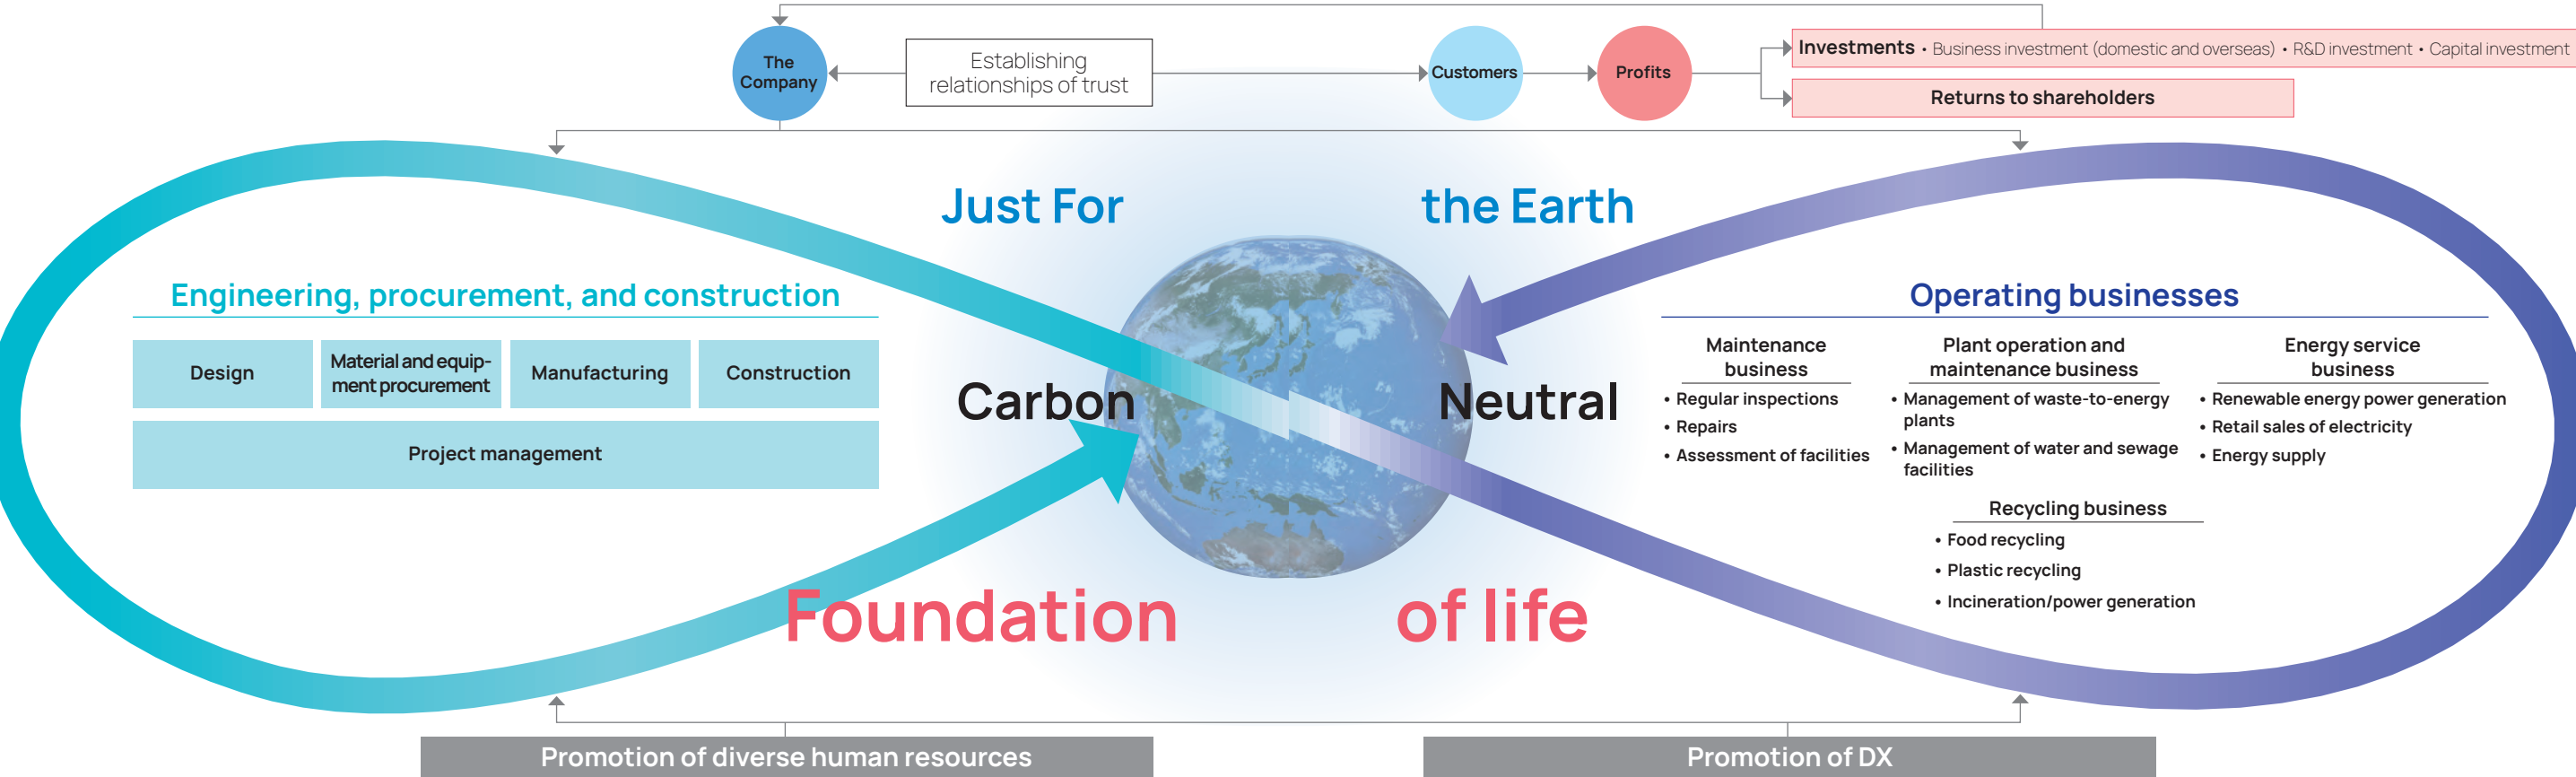 The
Company
Establishing
relationships of trust
Customers
Profits
Investments • Business investment (domestic and overseas) • R&D investment • Capital investment
Returns to shareholders
Just For the Earth
Engineering, procurement, and construction
Design
Material and equip-
ment procurement
Manufacturing
Construction
Project management
Carbon Neutral
Operating businesses
Maintenance
business
• Regular inspections
• Repairs
• Assessment of facilities
Plant operation and
maintenance business
• Management of waste-to-energy
plants
• Management of water and sewage
facilities
Energy service
business
• Renewable energy power generation
• Retail sales of electricity
• Energy supply
Recycling business
• Food recycling
• Plastic recycling
• Incineration/power generation
Foundation of life
Promotion of diverse human resources
Promotion of DX